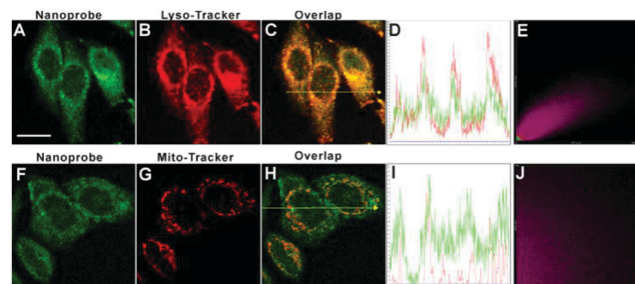 Nanoprobe Lyso-Tracker Overlap
A B C D E
Nanoprobe Mito-Tracker Overlap
F G H I J